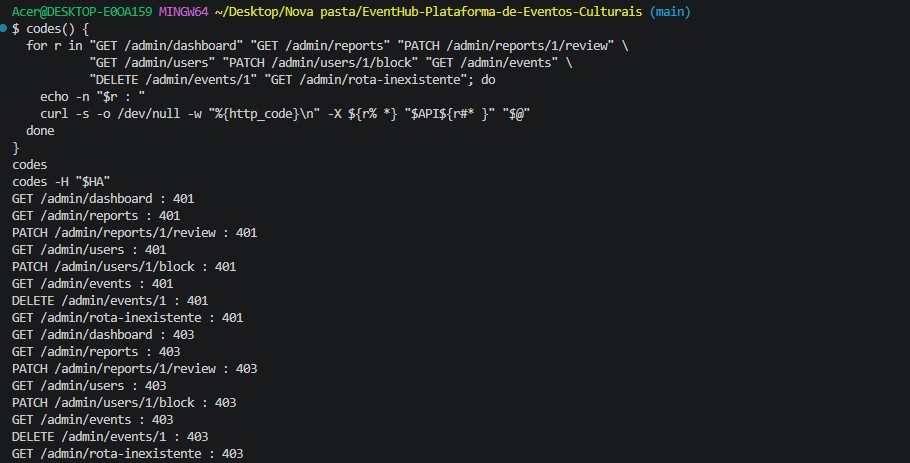 Acer@DESKTOP-E0OA159 MINGW64 ~/Desktop/Nova pasta/EventHub-Plataforma-de-Eventos-Culturais (main)
$ codes() {
  for r in "GET /admin/dashboard" "GET /admin/reports" "PATCH /admin/reports/1/review" \
           "GET /admin/users" "PATCH /admin/users/1/block" "GET /admin/events" \
           "DELETE /admin/events/1" "GET /admin/rota-inexistente"; do
    echo -n "$r : "
    curl -s -o /dev/null -w "%{http_code}\n" -X ${r% *} "$API${r#* }" "$@"
  done
}
codes
codes -H "$HA"
GET /admin/dashboard : 401
GET /admin/reports : 401
PATCH /admin/reports/1/review : 401
GET /admin/users : 401
PATCH /admin/users/1/block : 401
GET /admin/events : 401
DELETE /admin/events/1 : 401
GET /admin/rota-inexistente : 401
GET /admin/dashboard : 403
GET /admin/reports : 403
PATCH /admin/reports/1/review : 403
GET /admin/users : 403
PATCH /admin/users/1/block : 403
GET /admin/events : 403
DELETE /admin/events/1 : 403
GET /admin/rota-inexistente : 403